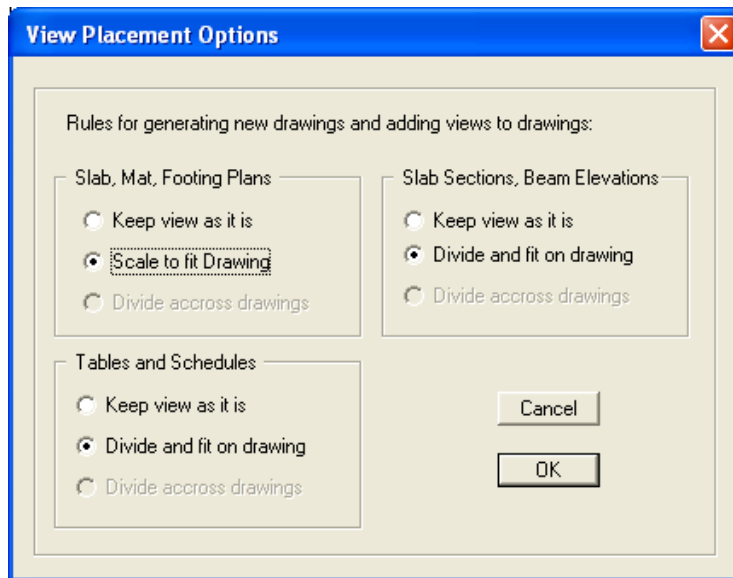 View Placement Options
Rules for generating new drawings and adding views to drawings:
Slab, Mat, Footing Plans
Keep view as it is
Scale to fit Drawing
Divide accross drawings
Slab Sections, Beam Elevations
Keep view as it is
Divide and fit on drawing
Divide accross drawings
Tables and Schedules
Keep view as it is
Divide and fit on drawing
Divide accross drawings
Cancel
OK